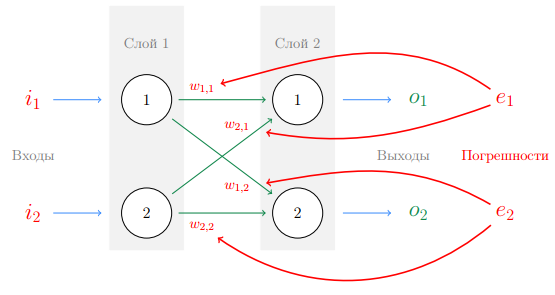 Слой 1
Слой 2
w1,1
i1
1
1
o1
e1
w2,1
Входы
Выходы
Погрешности
w1,2
i2
2
2
o2
e2
w2,2